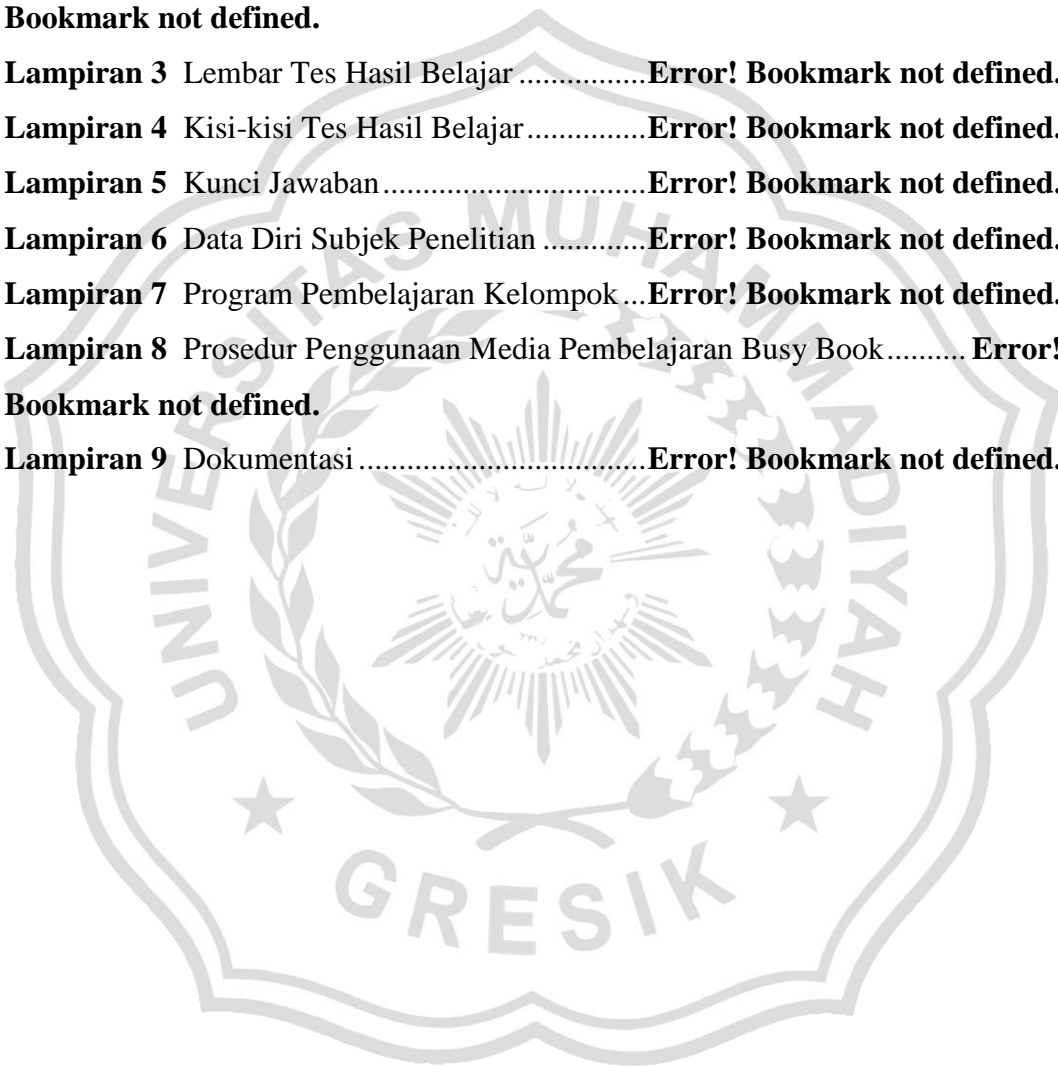 Bookmark not defined.
Lampiran 3 Lembar Tes Hasil Belajar ................Error! Bookmark not defined.
Lampiran 4 Kisi-kisi Tes Hasil Belajar...............Error! Bookmark not defined.
Lampiran 5 Kunci Jawaban.................................Error! Bookmark not defined.
Lampiran 6 Data Diri Subjek Penelitian .............Error! Bookmark not defined.
Lampiran 7 Program Pembelajaran Kelompok...Error! Bookmark not defined.
Lampiran 8 Prosedur Penggunaan Media Pembelajaran Busy Book.......... Error!
Bookmark not defined.
Lampiran 9 Dokumentasi....................................Error! Bookmark not defined.
UNIVERSITAS MUHAMMADIYAH
GRESIK